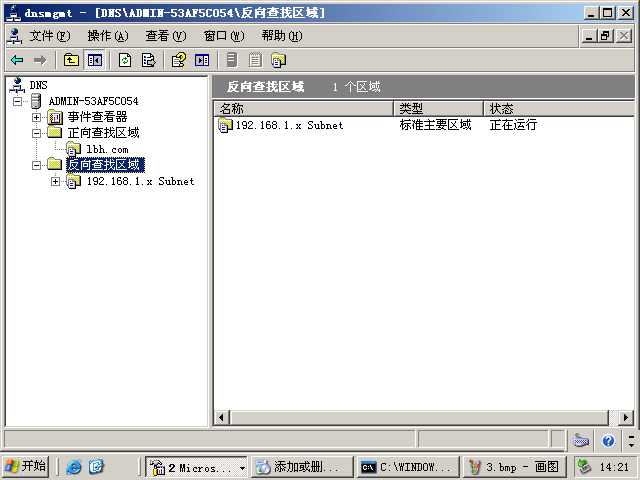 dnsmgmt - [DNS\ADMIN-53AF5C054\反向查找区域]
文件(F) 操作(A) 查看(V) 窗口(W) 帮助(H)
DNS
ADMIN-53AF5C054
事件查看器
正向查找区域
lbh.com
反向查找区域
192.168.1.x Subnet
反向查找区域 1 个区域
名称 类型 状态
192.168.1.x Subnet 标准主要区域 正在运行
开始 2 Micros... 添加或删... C:\WINDOW... 3.bmp - 画图 14:21